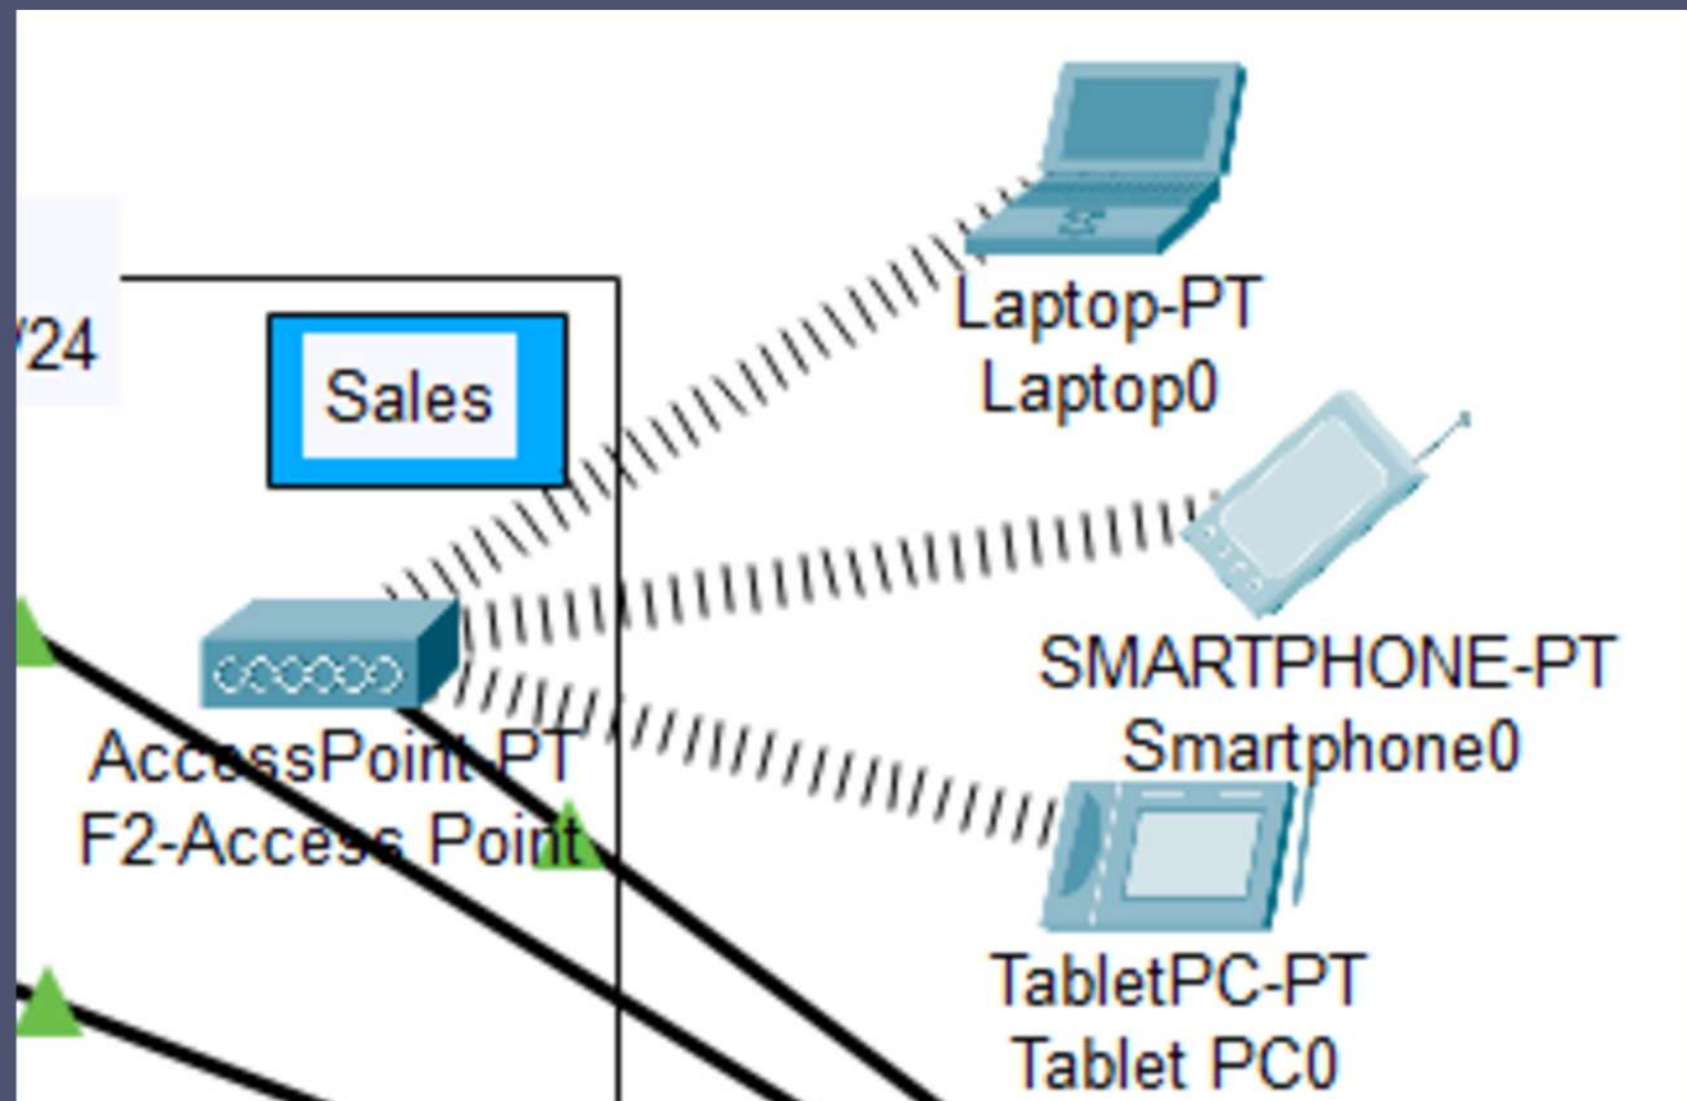 /24
Sales
Laptop-PT
Laptop0
SMARTPHONE-PT
Smartphone0
AccessPoint-PT
F2-Access Point
TabletPC-PT
Tablet PC0